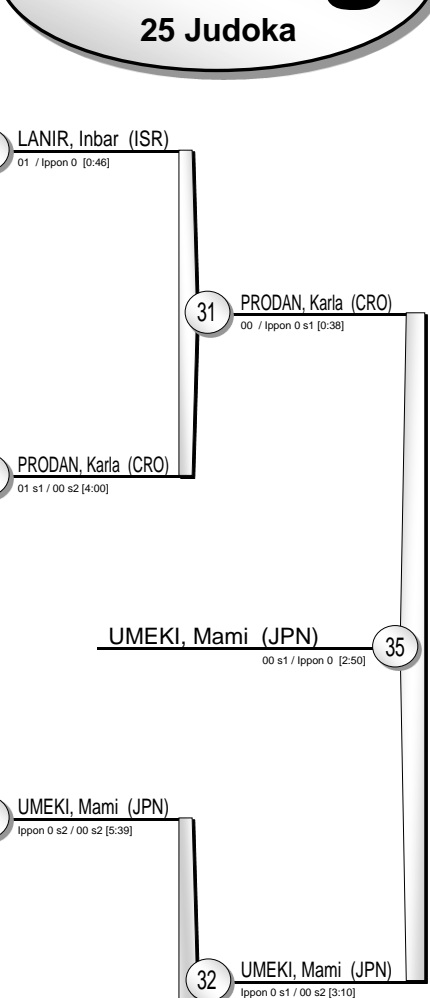 25 Judoka
LANIR, Inbar (ISR)
01 / Ippon 0 [0:46]
31
PRODAN, Karla (CRO)
00 / Ippon 0 s1 [0:38]
PRODAN, Karla (CRO)
01 s1 / 00 s2 [4:00]
UMEKI, Mami (JPN)
35
00 s1 / Ippon 0 [2:50]
UMEKI, Mami (JPN)
Ippon 0 s2 / 00 s2 [5:39]
32
UMEKI, Mami (JPN)
Ippon 0 s1 / 00 s2 [3:10]